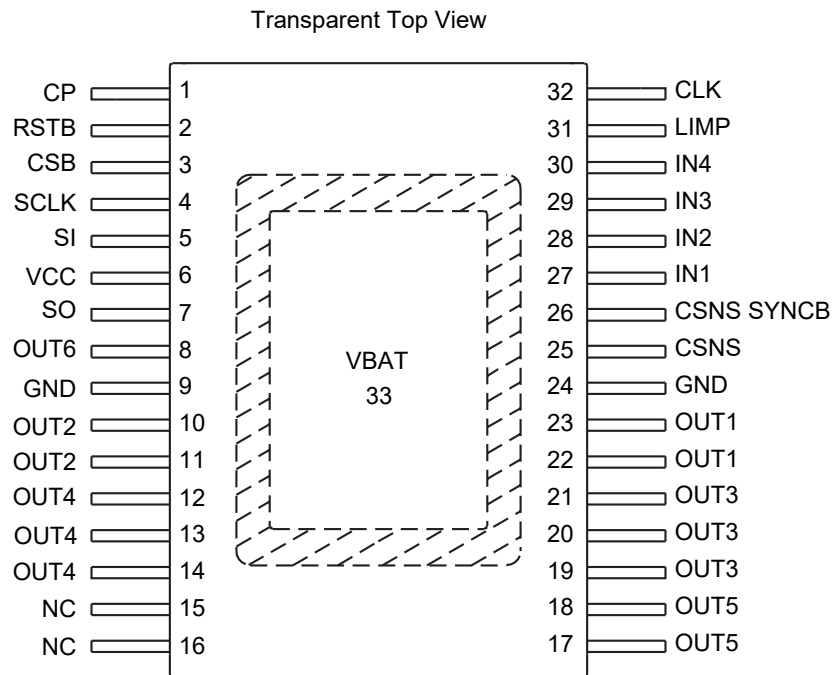 Transparent Top View
CP 1 32 CLK
RSTB 2 31 LIMP
CSB 3 30 IN4
SCLK 4 29 IN3
SI 5 28 IN2
VCC 6 27 IN1
SO 7 26 CSNS SYNCB
OUT6 8 25 CSNS
VBAT
GND 9 24 GND
33
OUT2 10 23 OUT1
OUT2 11 22 OUT1
OUT4 12 21 OUT3
OUT4 13 20 OUT3
OUT4 14 19 OUT3
NC 15 18 OUT5
NC 16 17 OUT5